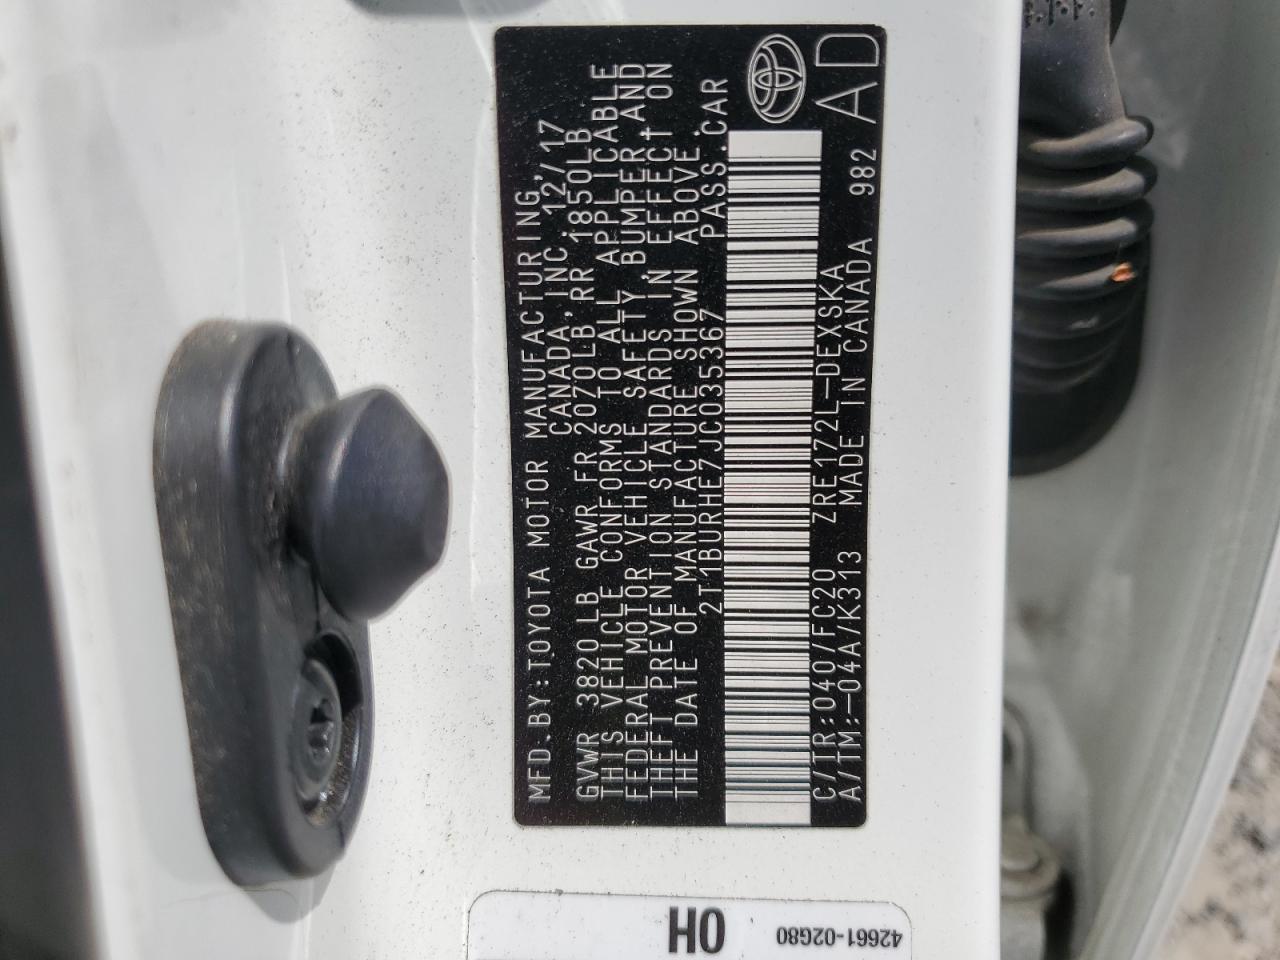 MFD.BY:TOYOTA MOTOR MANUFACTURING,
CANADA,INC. 12/17
GVWR 3820LB GAWR FR 2070LB RR 1850LB
THIS VEHICLE CONFORMS TO ALL APPLICABLE
FEDERAL MOTOR VEHICLE SAFETY, BUMPER, AND
THEFT PREVENTION STANDARDS IN EFFECT ON
THE DATE OF MANUFACTURE SHOWN ABOVE.
2T1BURHE7JC035367 PASS.CAR
C/TR:040/FC20 ZRE172L-DEXSKA
A/TM:-04A/K313 MADE IN CANADA 982
AD
0H
42661-02G80